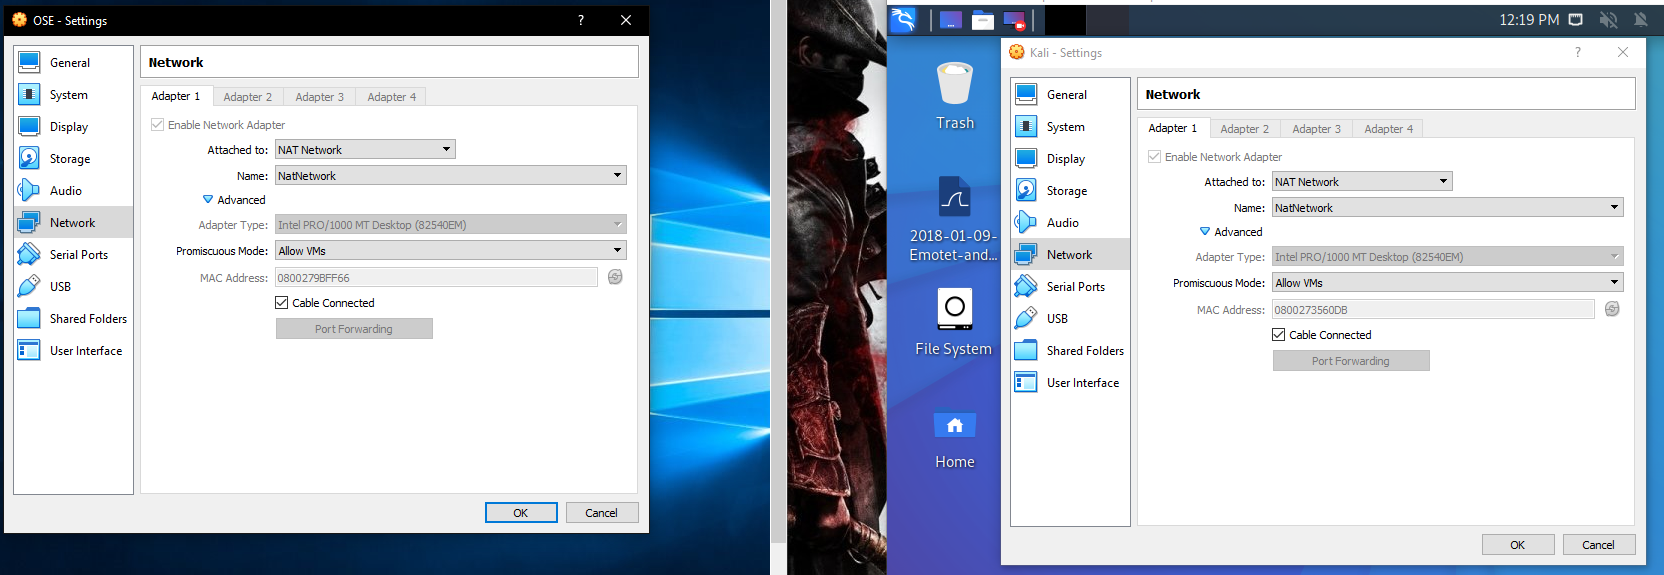 OSE - Settings
?
General
System
Display
Storage
Audio
Network
Serial Ports
USB
Shared Folders
User Interface
Network
Adapter 1 Adapter 2 Adapter 3 Adapter 4
Enable Network Adapter
Attached to: NAT Network
Name: NatNetwork
Advanced
Adapter Type: Intel PRO/1000 MT Desktop (82540EM)
Promiscuous Mode: Allow VMs
MAC Address: 0800279BFF66
Cable Connected
Port Forwarding
OK Cancel
12:19 PM
Trash
2018-01-09-
Emotet-and...
File System
Home
Kali - Settings
?
General
System
Display
Storage
Audio
Network
Serial Ports
USB
Shared Folders
User Interface
Network
Adapter 1 Adapter 2 Adapter 3 Adapter 4
Enable Network Adapter
Attached to: NAT Network
Name: NatNetwork
Advanced
Adapter Type: Intel PRO/1000 MT Desktop (82540EM)
Promiscuous Mode: Allow VMs
MAC Address: 0800273560DB
Cable Connected
Port Forwarding
OK Cancel